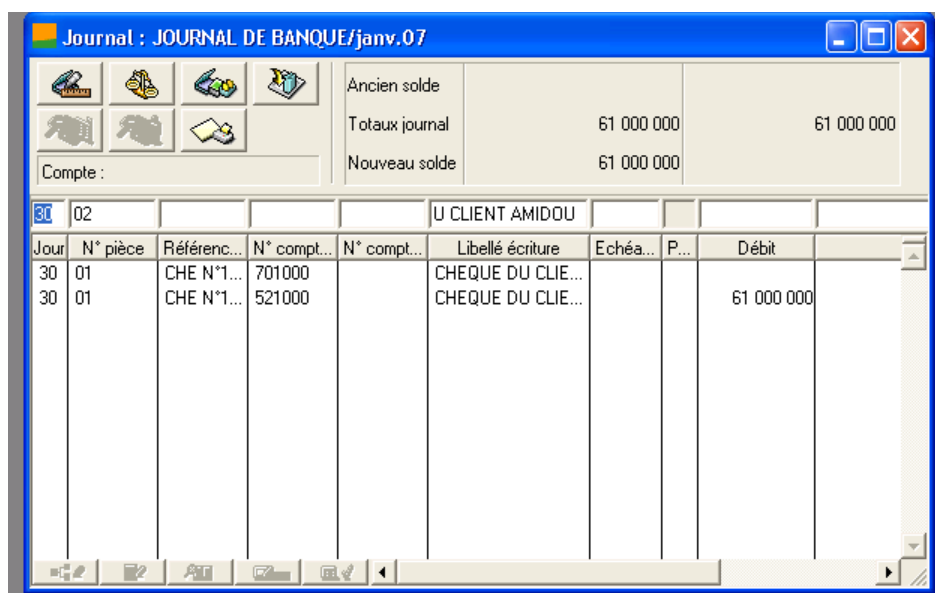 Journal : JOURNAL DE BANQUE/janv.07
Ancien solde
Totaux journal 61 000 000 61 000 000
Nouveau solde 61 000 000
Compte :
30 02 U CLIENT AMIDOU
Jour N° pièce Référenc... N° compt... N° compt... Libellé écriture Echéa... P... Débit
30 01 CHE N°1... 701000 CHEQUE DU CLIE...
30 01 CHE N°1... 521000 CHEQUE DU CLIE... 61 000 000